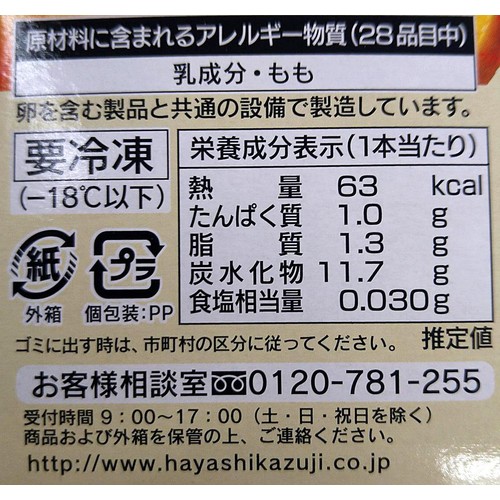 原材料に含まれるアレルギー物質(28品目中)
乳成分・もも
卵を含む製品と共通の設備で製造しています。
要冷凍
(−18℃以下)
栄養成分表示(1本当たり)
熱量 63 kcal
たんぱく質 1.0 g
脂質 1.3 g
炭水化物 11.7 g
食塩相当量 0.030 g
推定値
紙
外箱
プラ
個包装:PP
ゴミに出す時は、市町村の区分に従ってください。
お客様相談室 0120-781-255
受付時間 9:00〜17:00(土・日・祝日を除く)
商品および外箱を保管の上、ご連絡ください。
http://www.hayashikazuji.co.jp